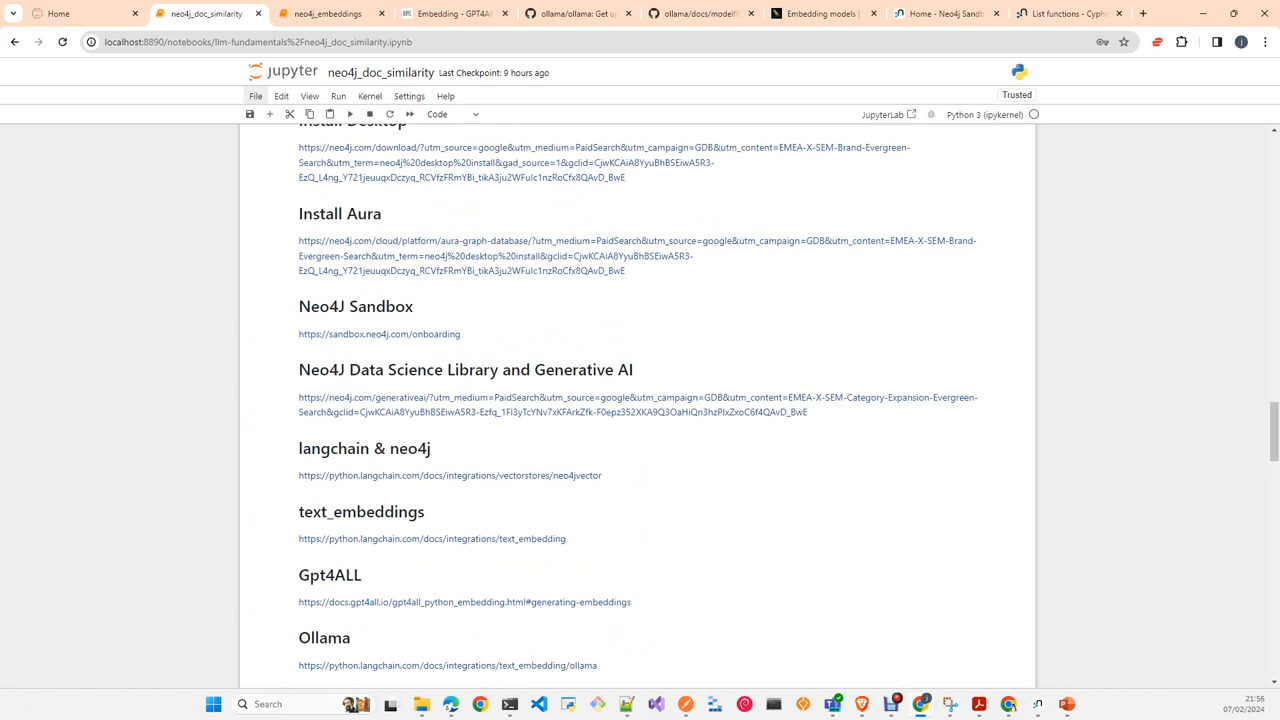 Home
neo4j_doc_similarity
neo4j_embeddings
Embedding - GPT4Al
ollama/ollama: Get up
ollama/docs/modelfil
Embedding models |
Home - Neo4j Sandb
List functions - Cyph
localhost:8890/notebooks/llm-fundamentals%2Fneo4j_doc_similarity.ipynb
jupyter neo4j_doc_similarity Last Checkpoint: 9 hours ago
File Edit View Run Kernel Settings Help
Trusted
Code
JupyterLab
Python 3 (ipykernel)
Install Desktop
https://neo4j.com/download/?utm_source=google&utm_medium=PaidSearch&utm_campaign=GDB&utm_content=EMEA-X-SEM-Brand-Evergreen-
Search&utm_term=neo4j%20desktop%20install&gad_source=1&gclid=CjwKCAiA8YyuBhBSEiwA5R3-
EzQ_L4ng_Y721jeuuqxDczyq_RCVfzFRmYBi_tikA3ju2WFuIc1nzRoCfx8QAvD_BwE
Install Aura
https://neo4j.com/cloud/platform/aura-graph-database/?utm_medium=PaidSearch&utm_source=google&utm_campaign=GDB&utm_content=EMEA-X-SEM-Brand-
Evergreen-Search&utm_term=neo4j%20desktop%20install&gclid=CjwKCAiA8YyuBhBSEiwA5R3-
EzQ_L4ng_Y721jeuuqxDczyq_RCVfzFRmYBi_tikA3ju2WFuIc1nzRoCfx8QAvD_BwE
Neo4J Sandbox
https://sandbox.neo4j.com/onboarding
Neo4J Data Science Library and Generative AI
https://neo4j.com/generativeai/?utm_medium=PaidSearch&utm_source=google&utm_campaign=GDB&utm_content=EMEA-X-SEM-Category-Expansion-Evergreen-
Search&gclid=CjwKCAiA8YyuBhBSEiwA5R3-Ezfq_1FI3yTcYNv7xKFArkZfk-F0epz352XKA9Q3OaHiQn3hzPIxZxoC6f4QAvD_BwE
langchain & neo4j
https://python.langchain.com/docs/integrations/vectorstores/neo4jvector
text_embeddings
https://python.langchain.com/docs/integrations/text_embedding
Gpt4ALL
https://docs.gpt4all.io/gpt4all_python_embedding.html#generating-embeddings
Ollama
https://python.langchain.com/docs/integrations/text_embedding/ollama
Search
21:56
07/02/2024